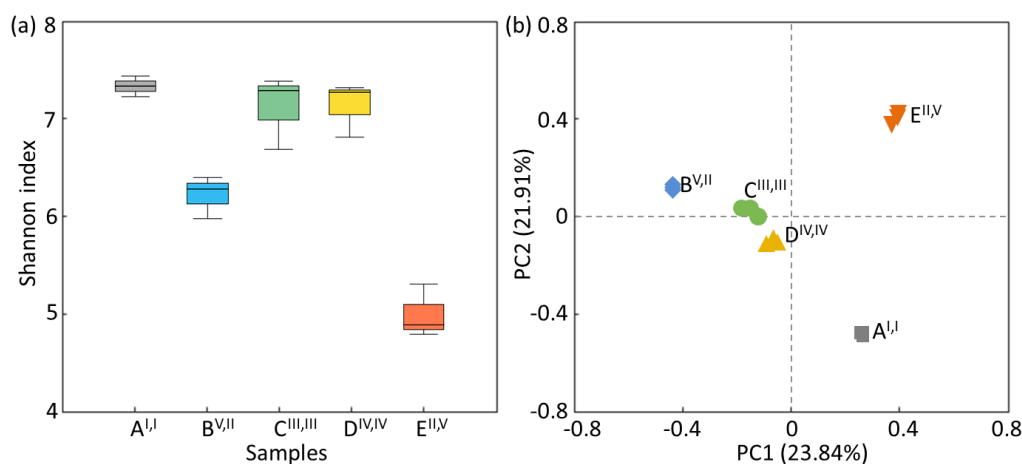 (a)
8
7
6
5
4
Shannon index
A^I,I B^V,II C^III,III D^IV,IV E^II,V
Samples
(b)
0.8
0.4
0
-0.4
-0.8
PC2 (21.91%)
E^II,V
B^V,II
C^III,III
D^IV,IV
A^I,I
-0.8 -0.4 0 0.4 0.8
PC1 (23.84%)